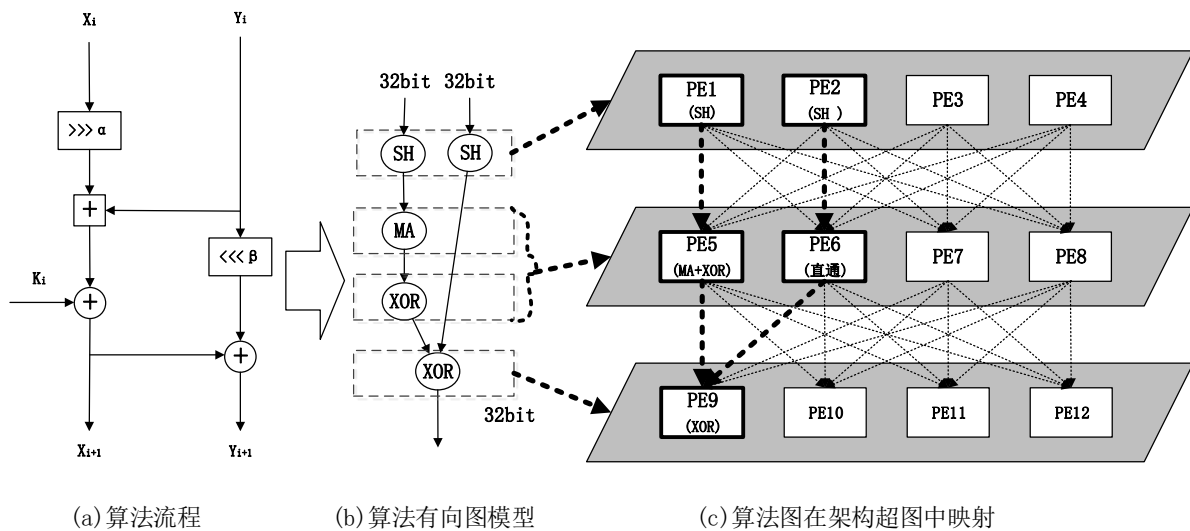 Xi
Yi
>>> α
+
<<< β
Ki
+
+
Xi+1
Yi+1
32bit 32bit
SH
SH
MA
XOR
XOR
32bit
PE1
(SH)
PE2
(SH )
PE3
PE4
PE5
(MA+XOR)
PE6
(直通)
PE7
PE8
PE9
(XOR)
PE10
PE11
PE12
(a)算法流程
(b)算法有向图模型
(c)算法图在架构超图中映射